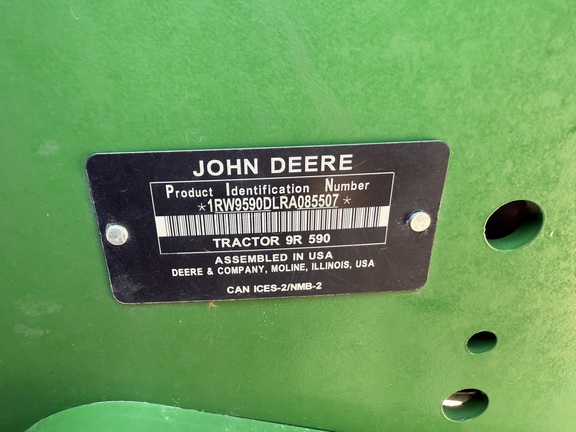 JOHN DEERE
Product Identification Number
*1RW9590DLRA085507*
TRACTOR 9R 590
ASSEMBLED IN USA
DEERE & COMPANY, MOLINE, ILLINOIS, USA
CAN ICES-2/NMB-2